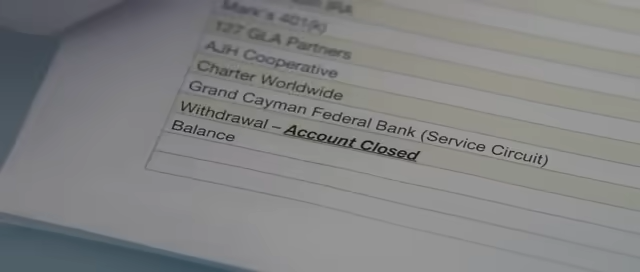 IRA
Mark's 401(k)
127 GLA Partners
AJH Cooperative
Charter Worldwide
Grand Cayman Federal Bank (Service Circuit)
Withdrawal – Account Closed
Balance